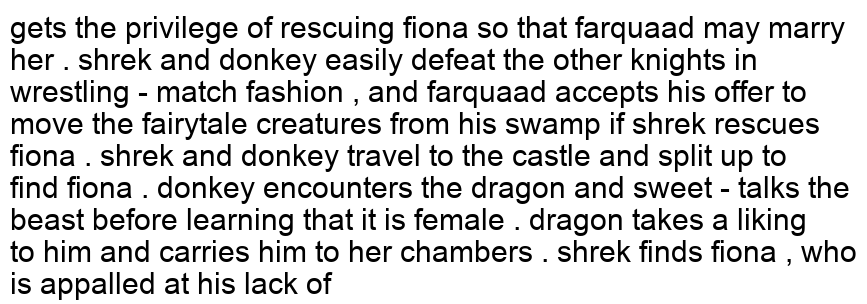 gets the privilege of rescuing fiona so that farquaad may marry
her . shrek and donkey easily defeat the other knights in
wrestling - match fashion , and farquaad accepts his offer to
move the fairytale creatures from his swamp if shrek rescues
fiona . shrek and donkey travel to the castle and split up to
find fiona . donkey encounters the dragon and sweet - talks the
beast before learning that it is female . dragon takes a liking
to him and carries him to her chambers . shrek finds fiona , who
is appalled at his lack of